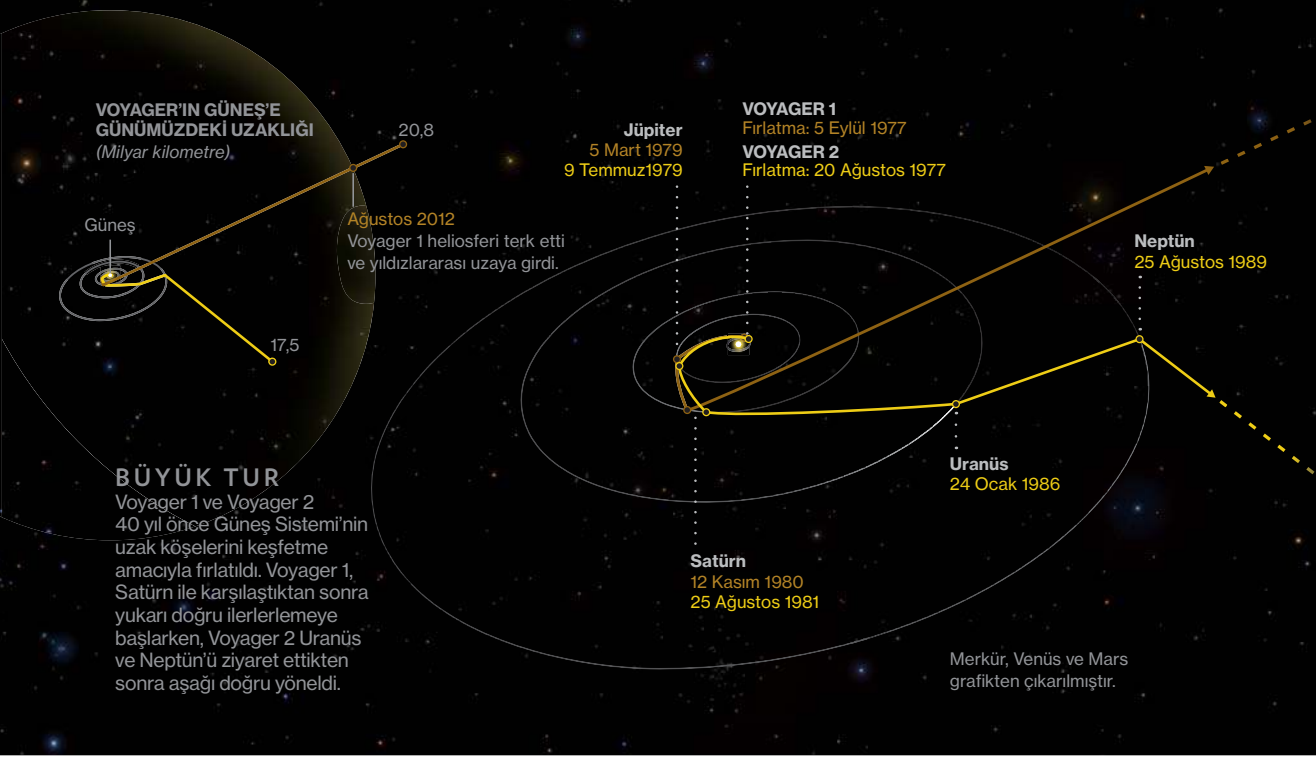 VOYAGER’IN GÜNEŞ’E
GÜNÜMÜZDEKİ UZAKLIĞI
(Milyar kilometre)
20,8
Güneş
Ağustos 2012
Voyager 1 heliosferi terk etti
ve yıldızlararası uzaya girdi.
17,5
BÜYÜK TUR
Voyager 1 ve Voyager 2
40 yıl önce Güneş Sistemi’nin
uzak köşelerini keşfetme
amacıyla fırlatıldı. Voyager 1,
Satürn ile karşılaştıktan sonra
yukarı doğru ilerlerlemeye
başlarken, Voyager 2 Uranüs
ve Neptün’ü ziyaret ettikten
sonra aşağı doğru yöneldi.
Jüpiter
5 Mart 1979
9 Temmuz1979
VOYAGER 1
Fırlatma: 5 Eylül 1977
VOYAGER 2
Fırlatma: 20 Ağustos 1977
Neptün
25 Ağustos 1989
Uranüs
24 Ocak 1986
Satürn
12 Kasım 1980
25 Ağustos 1981
Merkür, Venüs ve Mars
grafikten çıkarılmıştır.